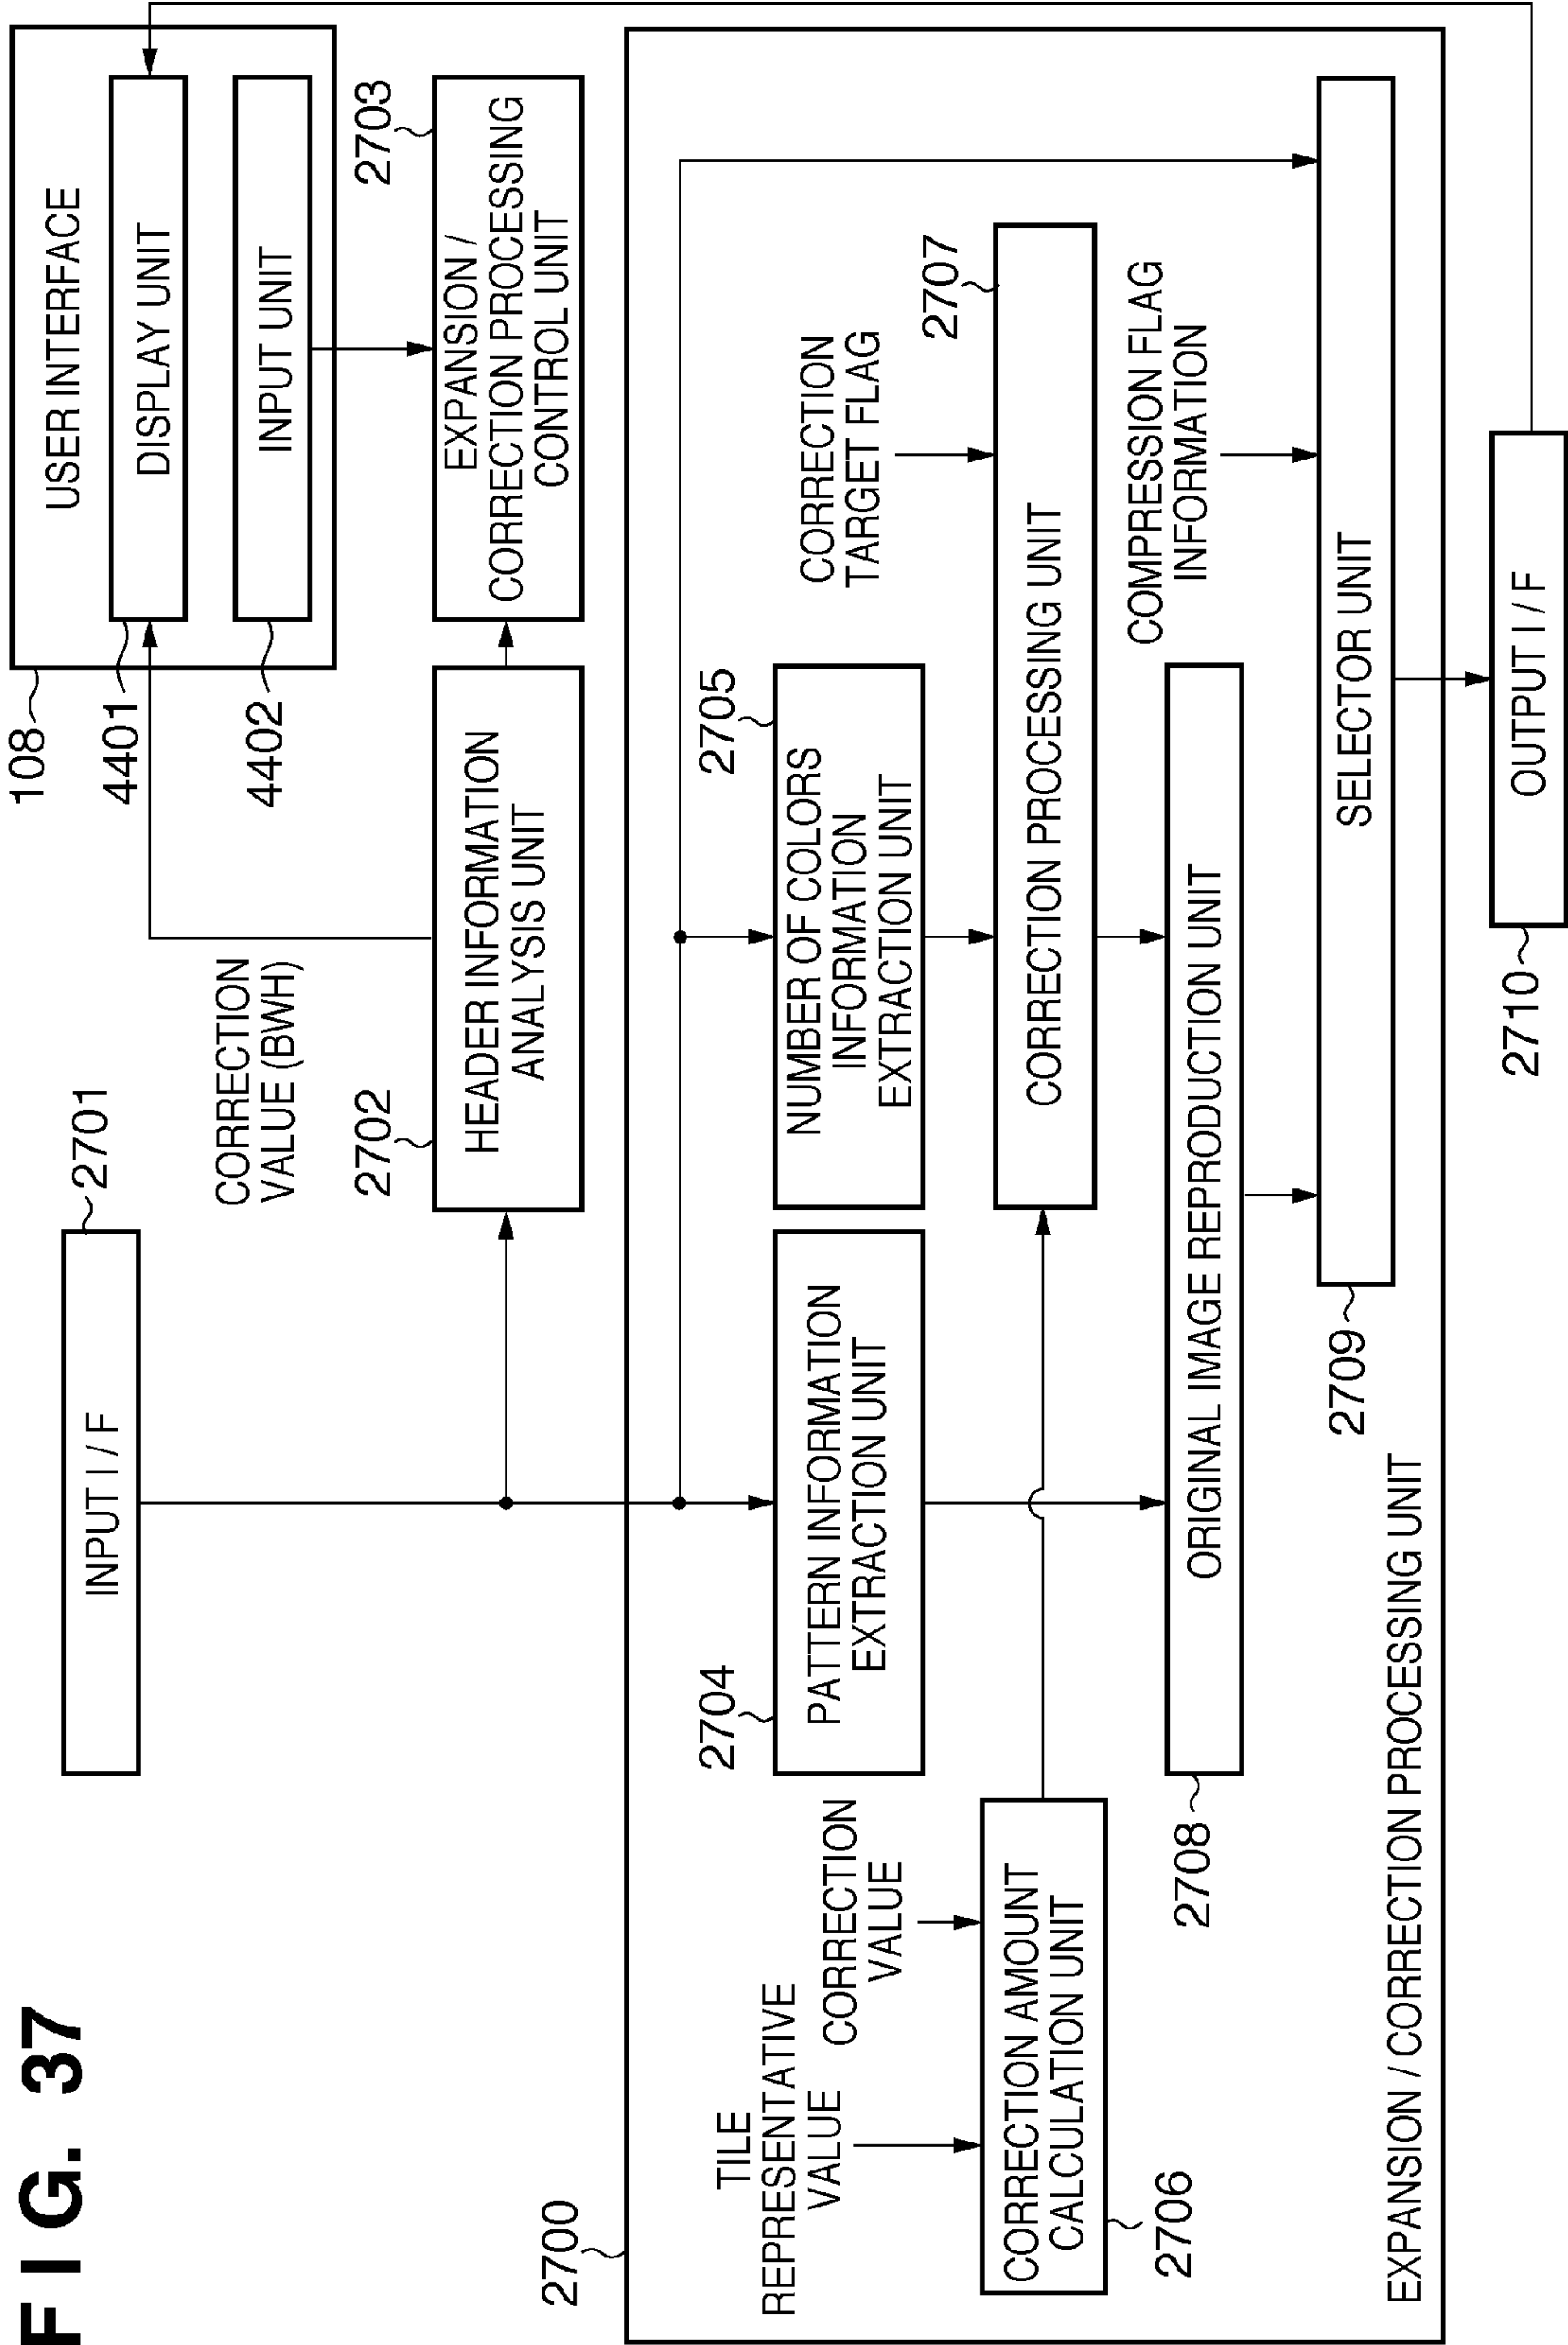 FIG. 37
INPUT I / F
2701
CORRECTION
VALUE (BWH)
108
USER INTERFACE
4401
DISPLAY UNIT
4402
INPUT UNIT
2702
HEADER INFORMATION
ANALYSIS UNIT
2703
EXPANSION /
CORRECTION PROCESSING
CONTROL UNIT
2700
TILE
REPRESENTATIVE
VALUE
CORRECTION
VALUE
2704
PATTERN INFORMATION
EXTRACTION UNIT
2705
NUMBER OF COLORS
INFORMATION
EXTRACTION UNIT
CORRECTION
TARGET FLAG
2707
CORRECTION AMOUNT
CALCULATION UNIT
2706
CORRECTION PROCESSING UNIT
COMPRESSION FLAG
INFORMATION
2708
ORIGINAL IMAGE REPRODUCTION UNIT
2709
SELECTOR UNIT
EXPANSION / CORRECTION PROCESSING UNIT
2710
OUTPUT I / F